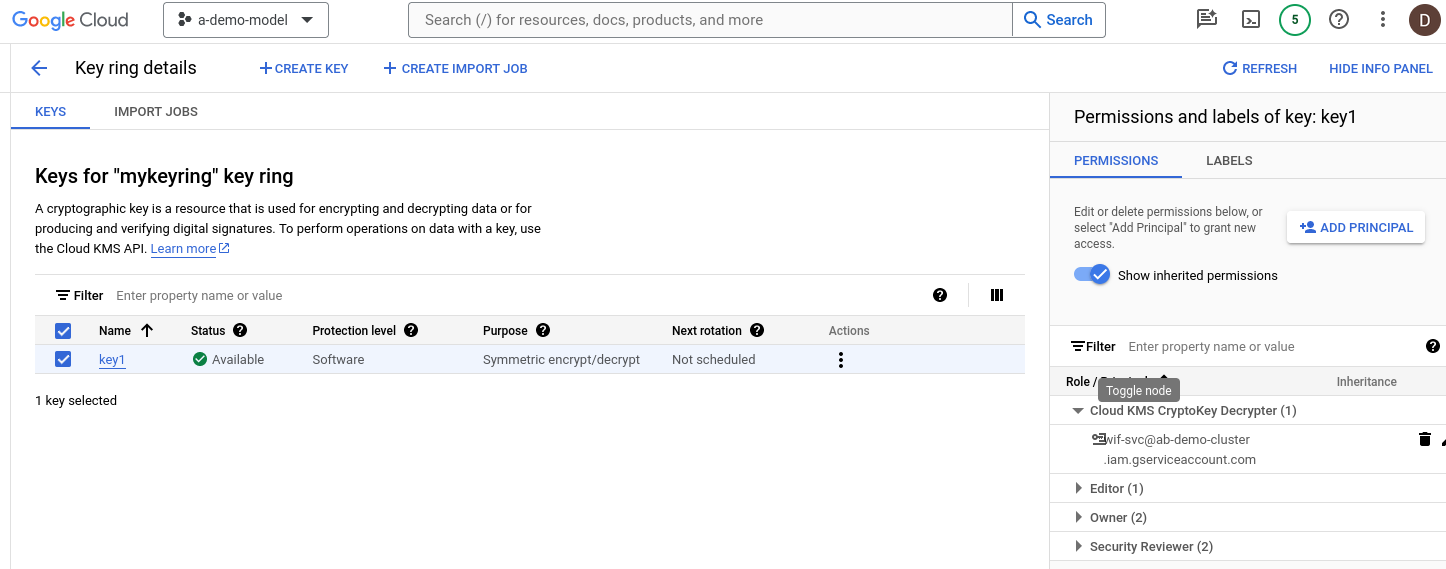 Google Cloud
a-demo-model
Search (/) for resources, docs, products, and more
Search
5
D
Key ring details
CREATE KEY
CREATE IMPORT JOB
REFRESH
HIDE INFO PANEL
KEYS
IMPORT JOBS
Keys for "mykeyring" key ring
A cryptographic key is a resource that is used for encrypting and decrypting data or for
producing and verifying digital signatures. To perform operations on data with a key, use
the Cloud KMS API. Learn more
Filter Enter property name or value
Name Status Protection level Purpose Next rotation Actions
key1 Available Software Symmetric encrypt/decrypt Not scheduled
1 key selected
Permissions and labels of key: key1
PERMISSIONS
LABELS
Edit or delete permissions below, or
select "Add Principal" to grant new
access.
ADD PRINCIPAL
Show inherited permissions
Filter Enter property name or value
Role / Inheritance
Toggle node
Cloud KMS CryptoKey Decrypter (1)
wif-svc@ab-demo-cluster
.iam.gserviceaccount.com
Editor (1)
Owner (2)
Security Reviewer (2)